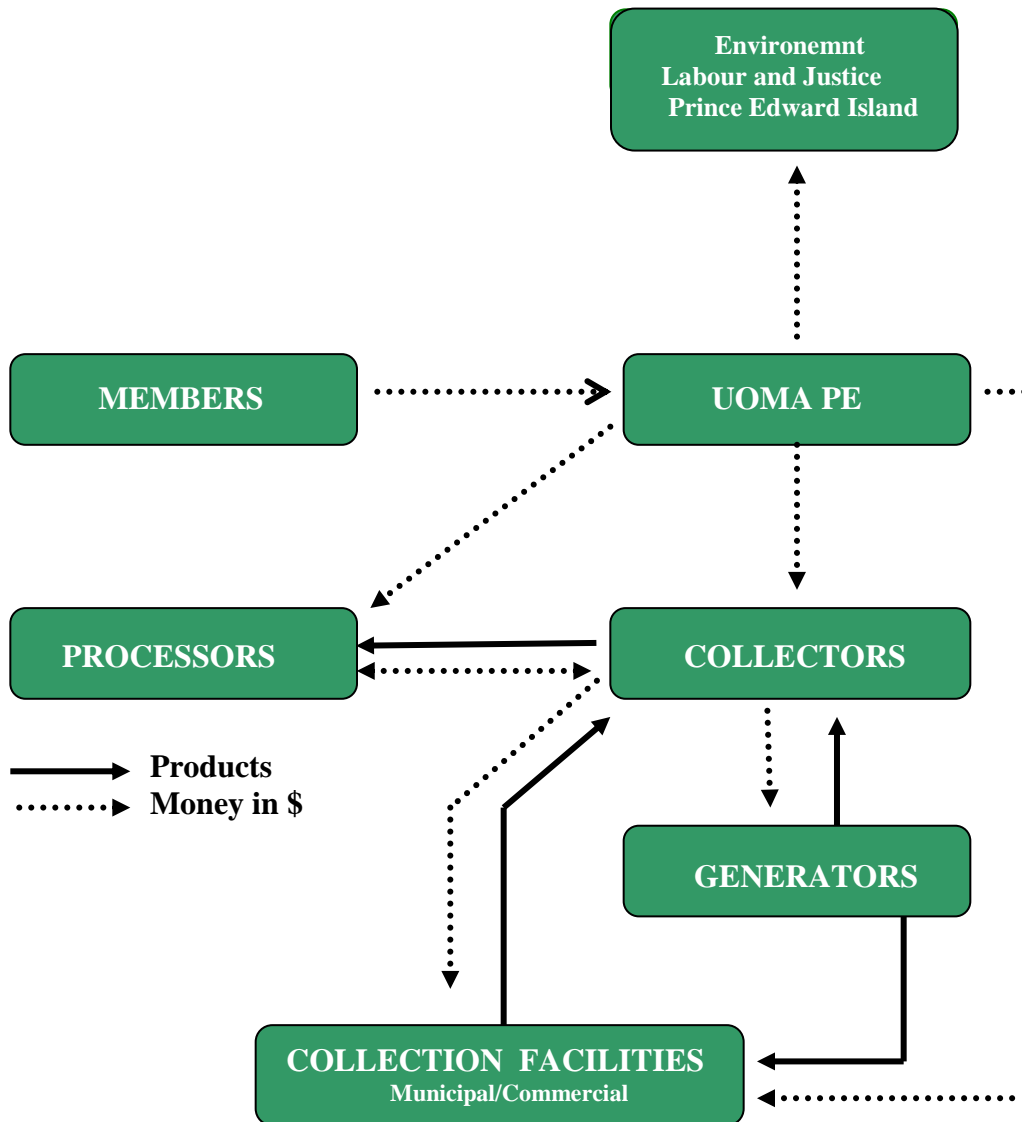 Environemnt
Labour and Justice
Prince Edward Island
MEMBERS
UOMA PE
PROCESSORS
COLLECTORS
Products
Money in $
GENERATORS
COLLECTION FACILITIES
Municipal/Commercial